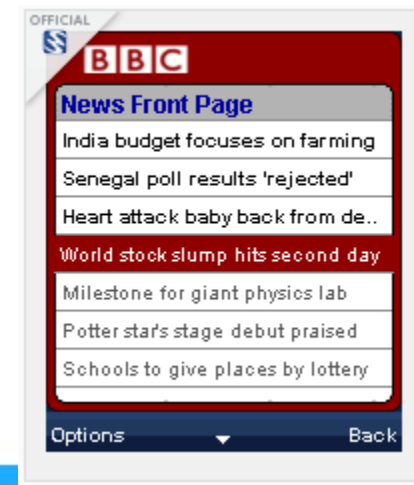 OFFICIAL
BBC
News Front Page
India budget focuses on farming
Senegal poll results 'rejected'
Heart attack baby back from de..
World stock slump hits second day
Milestone for giant physics lab
Potter star's stage debut praised
Schools to give places by lottery
Options Back